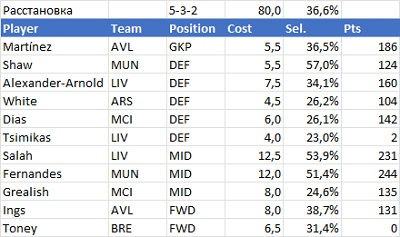 Расстановка 5-3-2 80,0 36,6%
Player Team Position Cost Sel. Pts
Martínez AVL GKP 5,5 36,5% 186
Shaw MUN DEF 5,5 57,0% 124
Alexander-Arnold LIV DEF 7,5 34,1% 160
White ARS DEF 4,5 26,2% 104
Dias MCI DEF 6,0 26,1% 142
Tsimikas LIV DEF 4,0 23,0% 2
Salah LIV MID 12,5 53,9% 231
Fernandes MUN MID 12,0 51,4% 244
Grealish MCI MID 8,0 24,6% 135
Ings AVL FWD 8,0 38,7% 131
Toney BRE FWD 6,5 31,4% 0